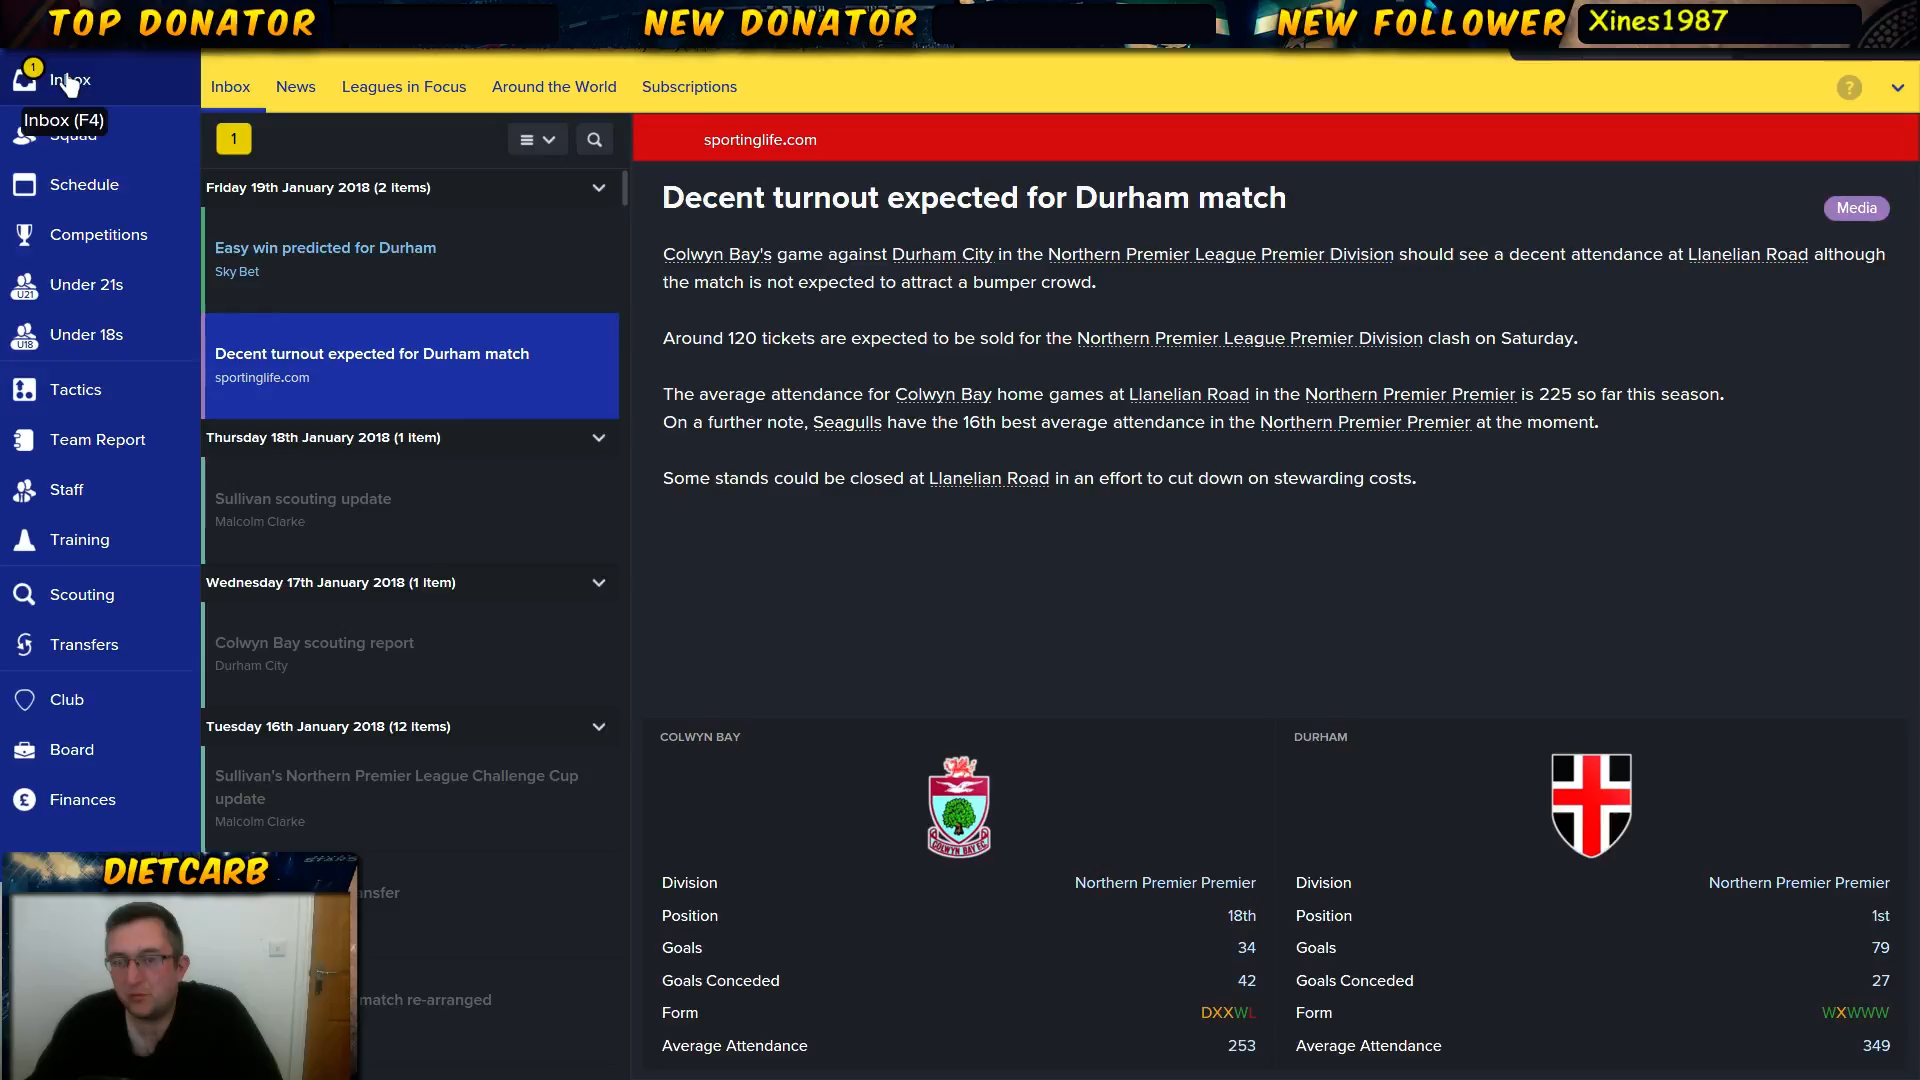 TOP DONATOR
NEW DONATOR
NEW FOLLOWER
Xines1987
1
Inbox
Inbox (F4)
Squad
Schedule
Competitions
U21
Under 21s
U18
Under 18s
Tactics
Team Report
Staff
Training
Scouting
Transfers
Club
Board
£
Finances
Inbox
News
Leagues in Focus
Around the World
Subscriptions
?
1
Friday 19th January 2018 (2 Items)
Easy win predicted for Durham
Sky Bet
Decent turnout expected for Durham match
sportinglife.com
Thursday 18th January 2018 (1 Item)
Sullivan scouting update
Malcolm Clarke
Wednesday 17th January 2018 (1 Item)
Colwyn Bay scouting report
Durham City
Tuesday 16th January 2018 (12 Items)
Sullivan's Northern Premier League Challenge Cup
update
Malcolm Clarke
match re-arranged
DIETCARB
sportinglife.com
Decent turnout expected for Durham match
Media
Colwyn Bay's game against Durham City in the Northern Premier League Premier Division should see a decent attendance at Llanelian Road although
the match is not expected to attract a bumper crowd.
Around 120 tickets are expected to be sold for the Northern Premier League Premier Division clash on Saturday.
The average attendance for Colwyn Bay home games at Llanelian Road in the Northern Premier Premier is 225 so far this season.
On a further note, Seagulls have the 16th best average attendance in the Northern Premier Premier at the moment.
Some stands could be closed at Llanelian Road in an effort to cut down on stewarding costs.
COLWYN BAY
COLWYN BAY FC
Division Northern Premier Premier
Position 18th
Goals 34
Goals Conceded 42
Form DXXWL
Average Attendance 253
DURHAM
Division Northern Premier Premier
Position 1st
Goals 79
Goals Conceded 27
Form WXWWW
Average Attendance 349